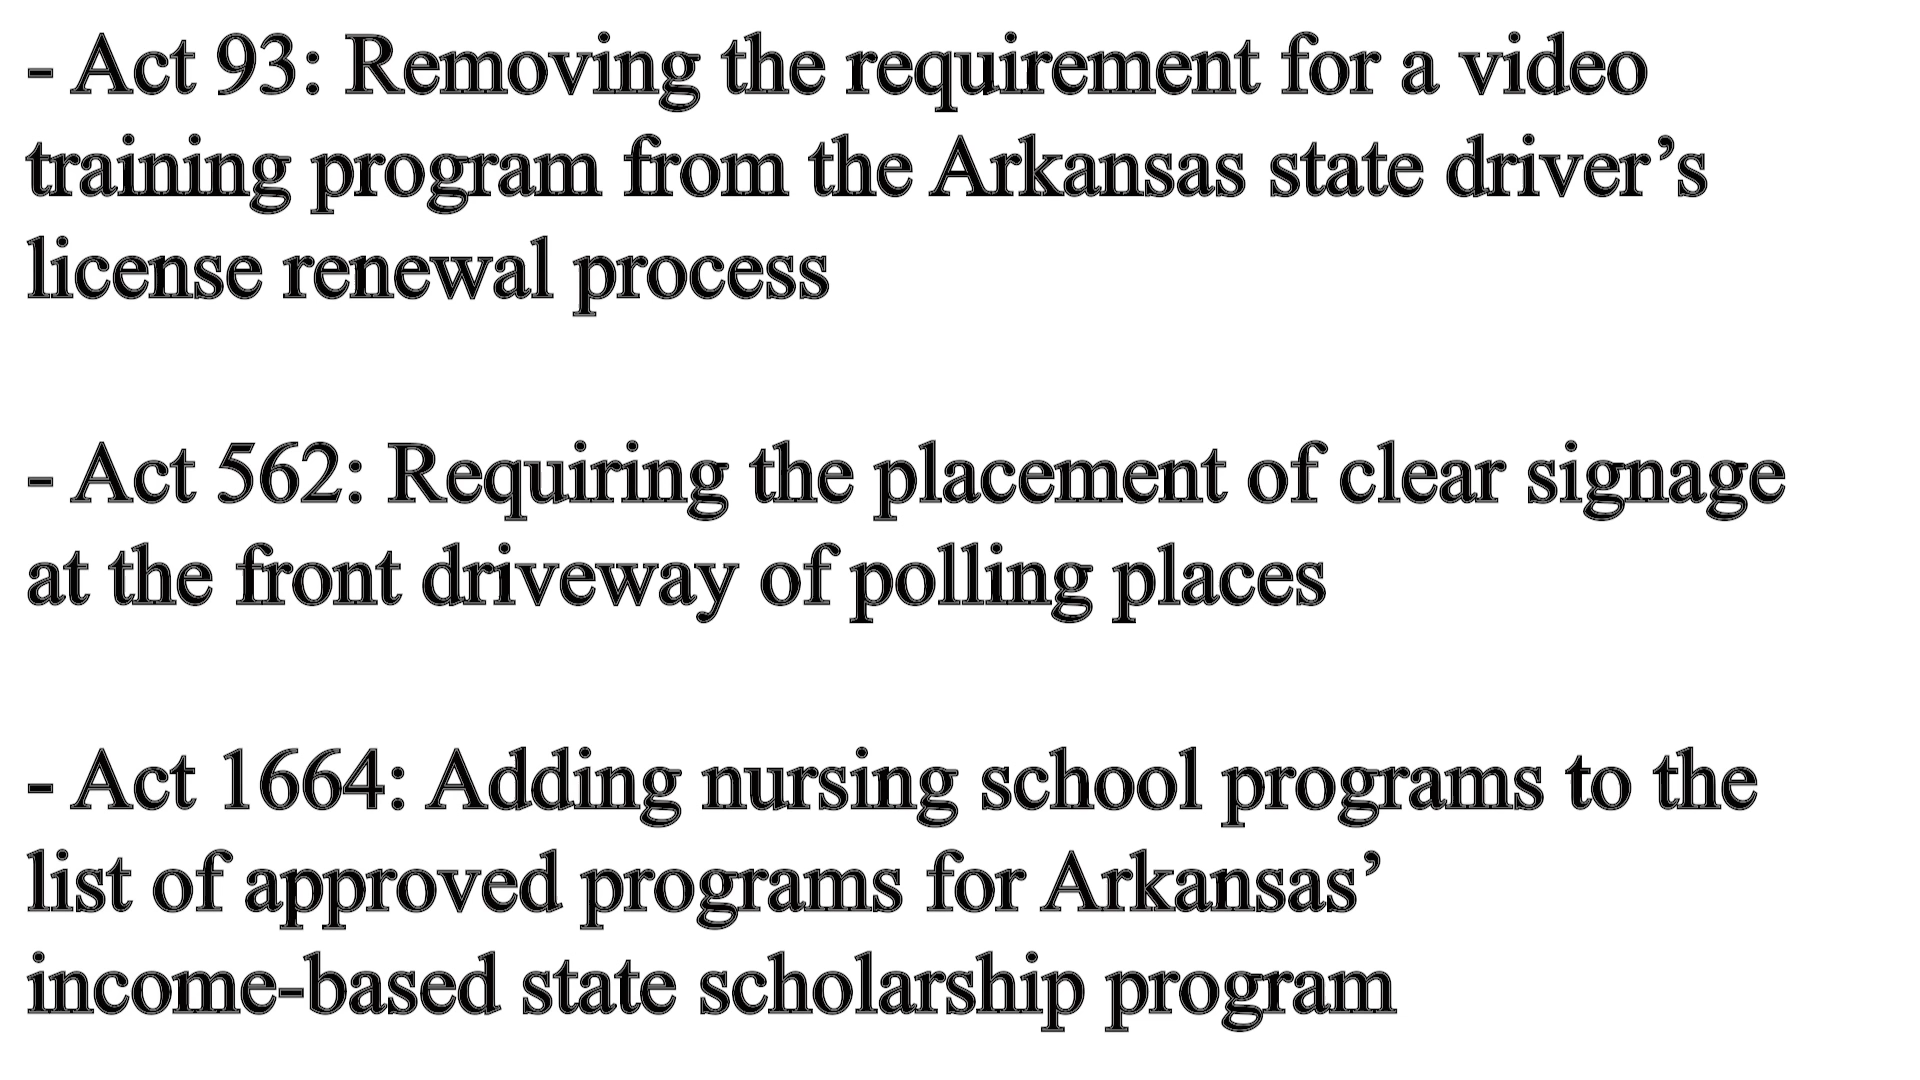 - Act 93: Removing the requirement for a video
training program from the Arkansas state driver’s
license renewal process
- Act 562: Requiring the placement of clear signage
at the front driveway of polling places
- Act 1664: Adding nursing school programs to the
list of approved programs for Arkansas’
income-based state scholarship program